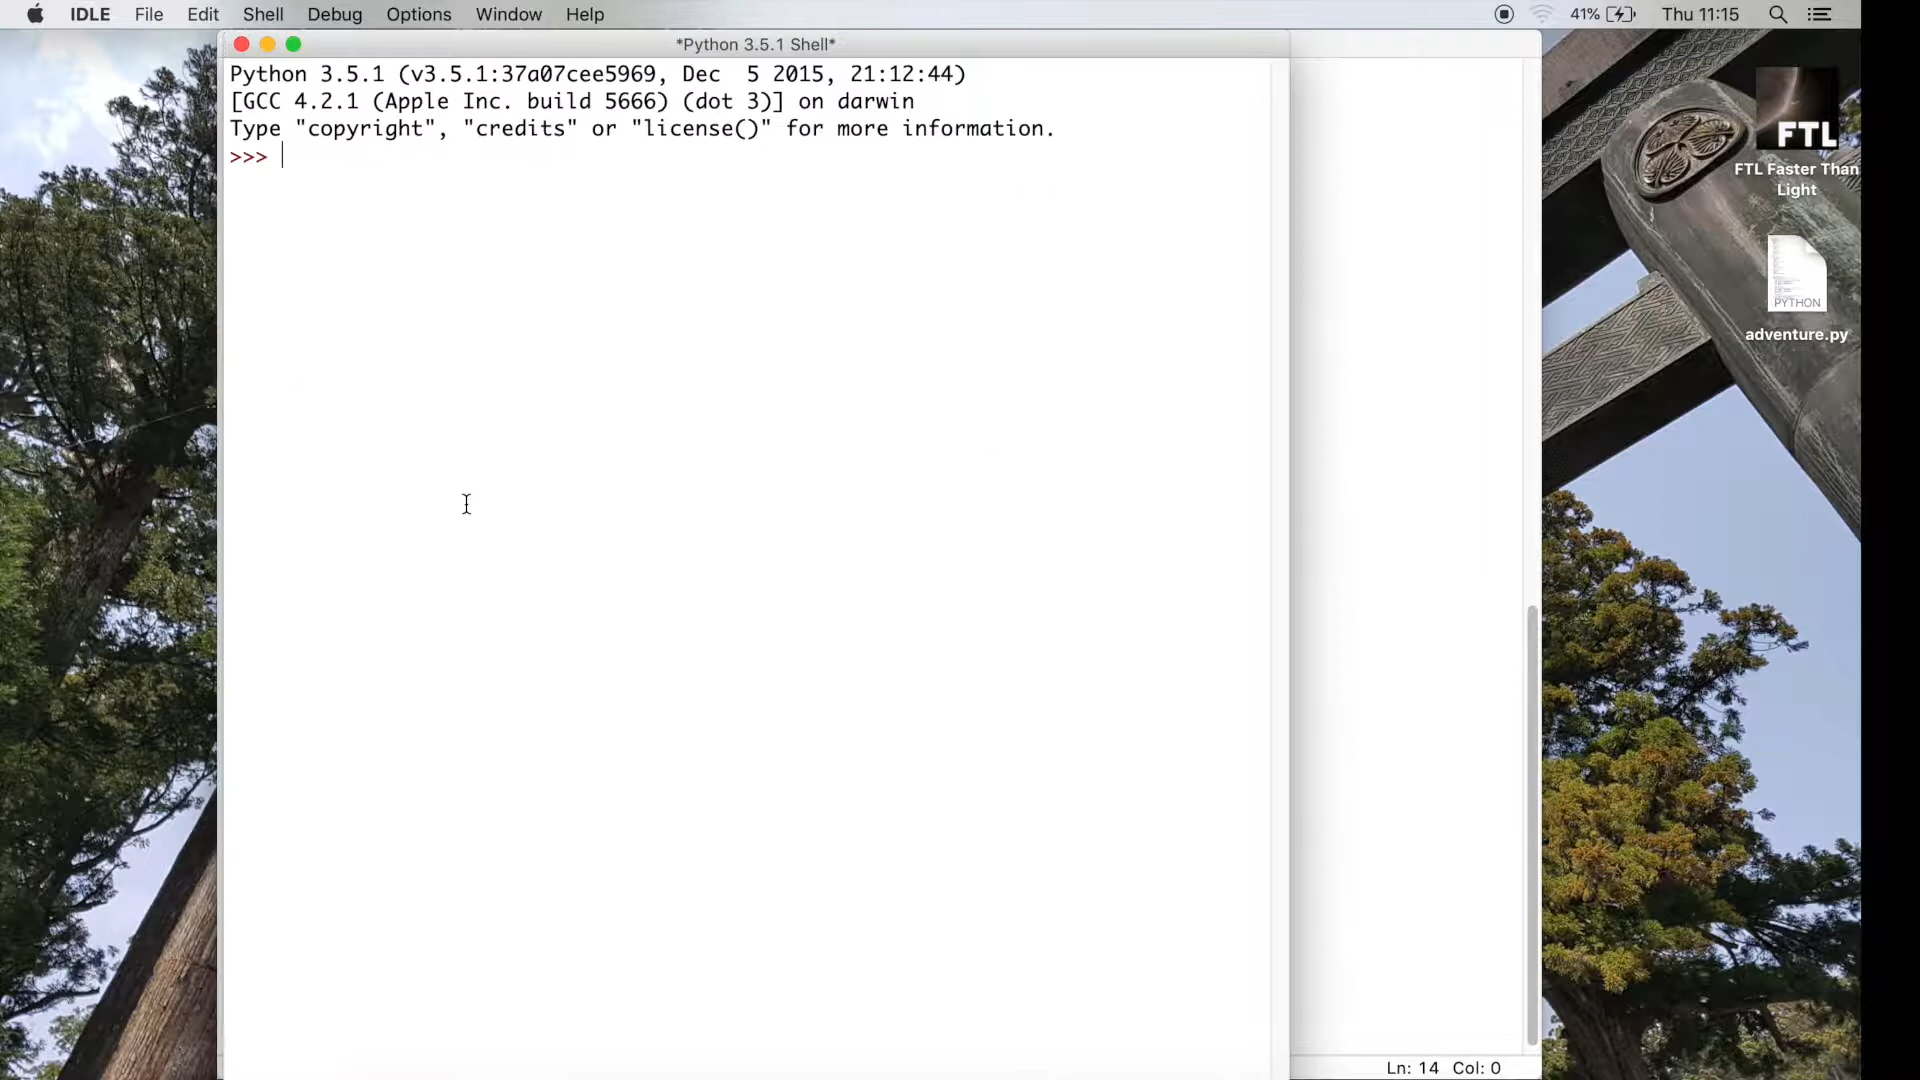 IDLE File Edit Shell Debug Options Window Help
41% Thu 11:15
*Python 3.5.1 Shell*
Python 3.5.1 (v3.5.1:37a07cee5969, Dec  5 2015, 21:12:44)
[GCC 4.2.1 (Apple Inc. build 5666) (dot 3)] on darwin
Type "copyright", "credits" or "license()" for more information.
>>>
FTL
FTL Faster Than
Light
PYTHON
adventure.py
Ln: 14 Col: 0